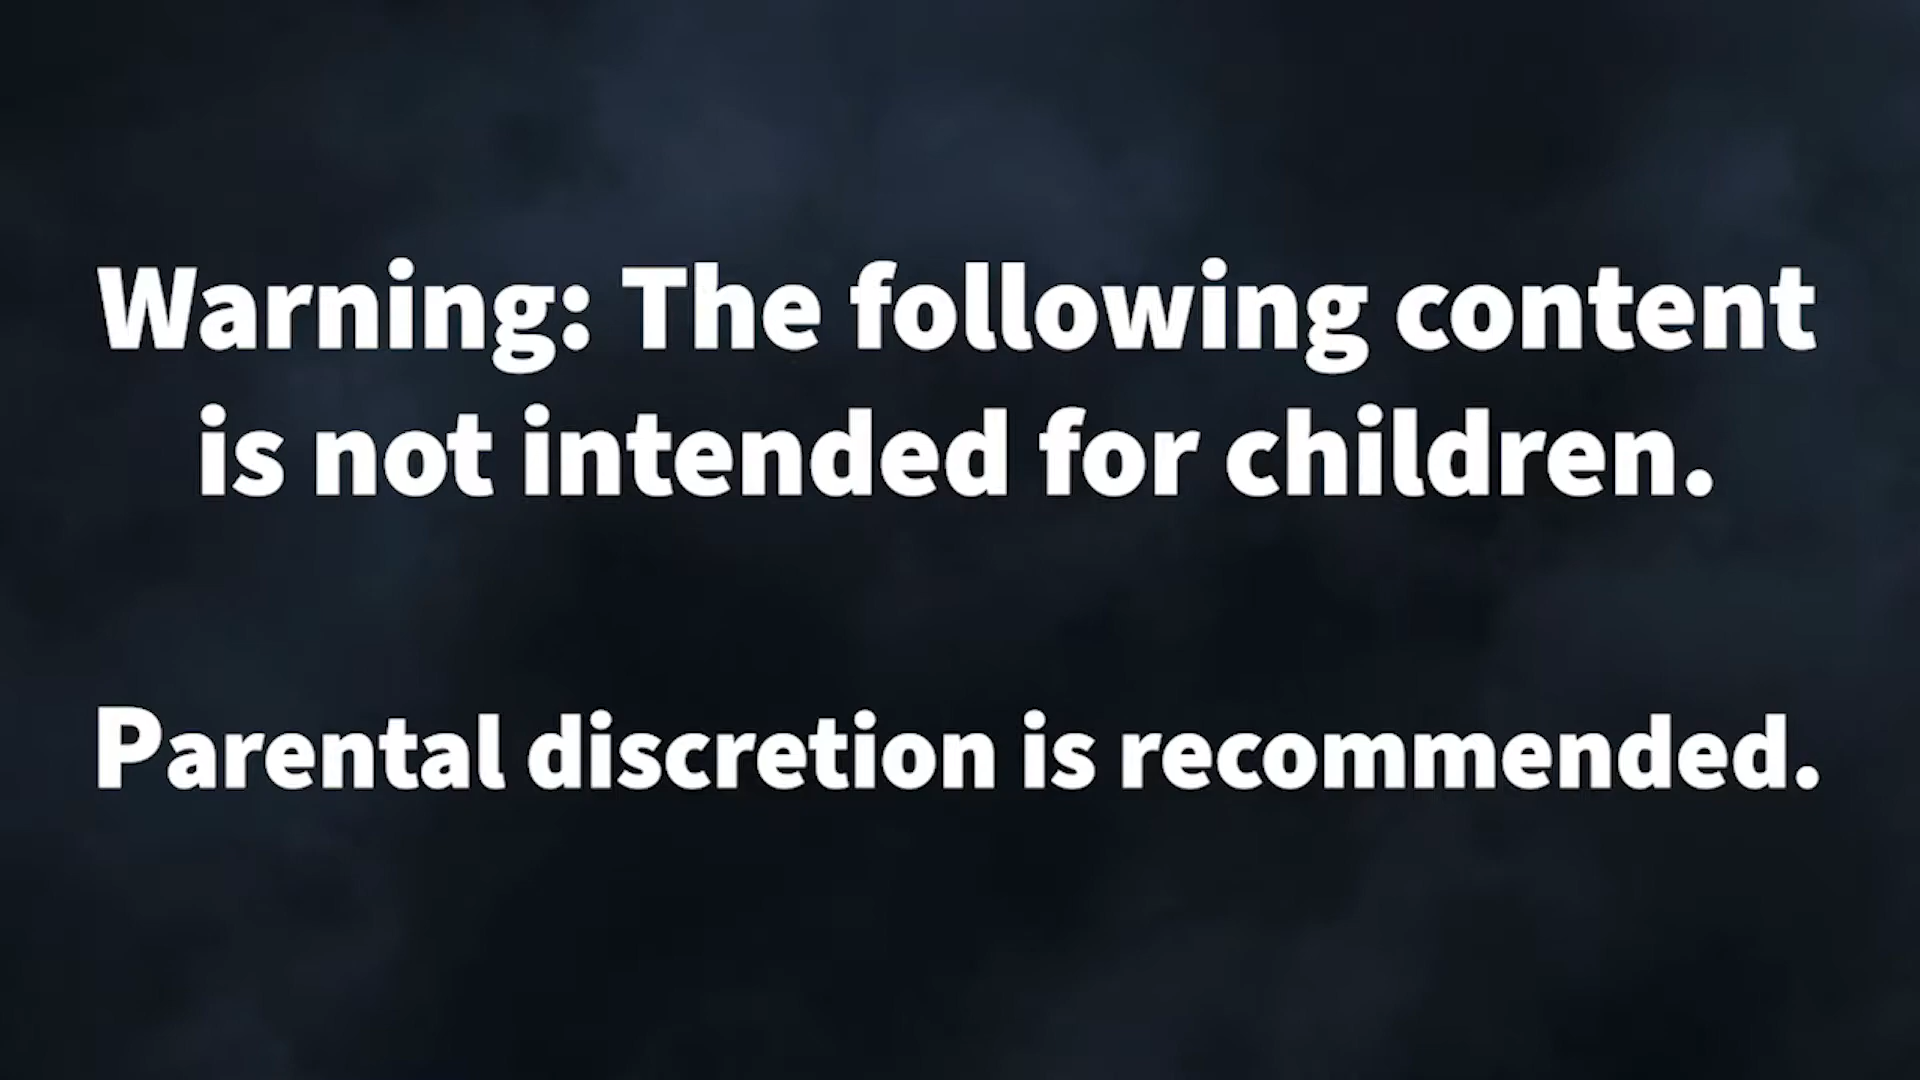 Warning: The following content
is not intended for children.
Parental discretion is recommended.